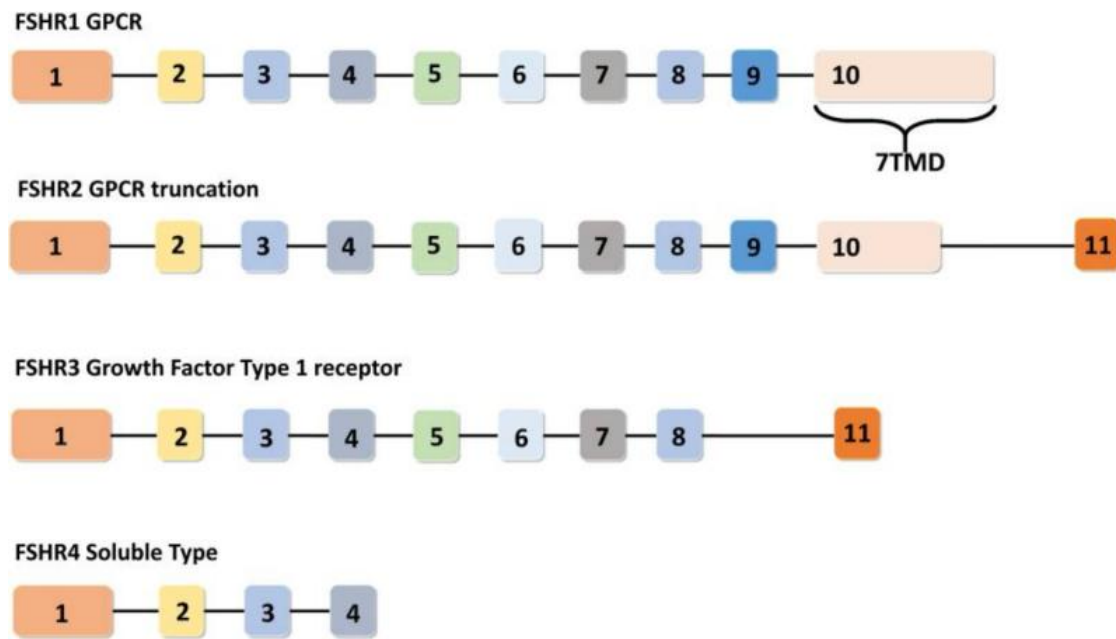 FSHR1 GPCR
1 2 3 4 5 6 7 8 9 10
7TMD
FSHR2 GPCR truncation
1 2 3 4 5 6 7 8 9 10 11
FSHR3 Growth Factor Type 1 receptor
1 2 3 4 5 6 7 8 11
FSHR4 Soluble Type
1 2 3 4